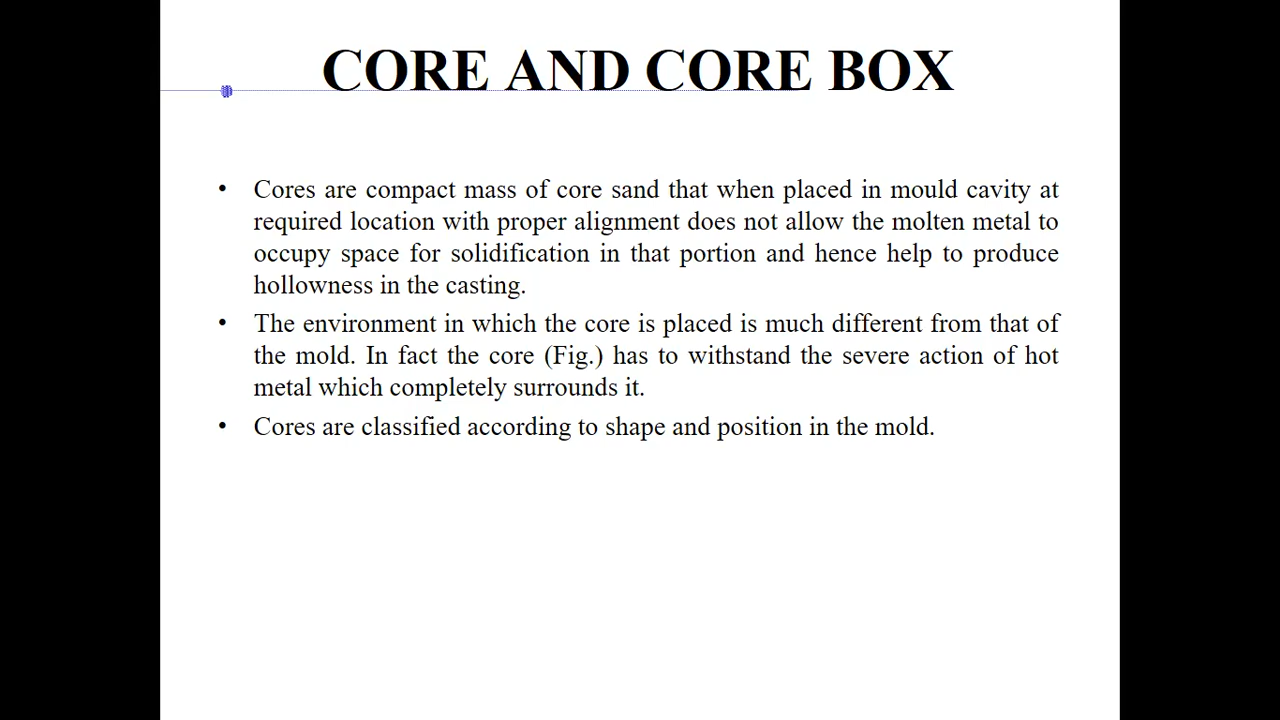 CORE AND CORE BOX
• Cores are compact mass of core sand that when placed in mould cavity at
required location with proper alignment does not allow the molten metal to
occupy space for solidification in that portion and hence help to produce
hollowness in the casting.
• The environment in which the core is placed is much different from that of
the mold. In fact the core (Fig.) has to withstand the severe action of hot
metal which completely surrounds it.
• Cores are classified according to shape and position in the mold.